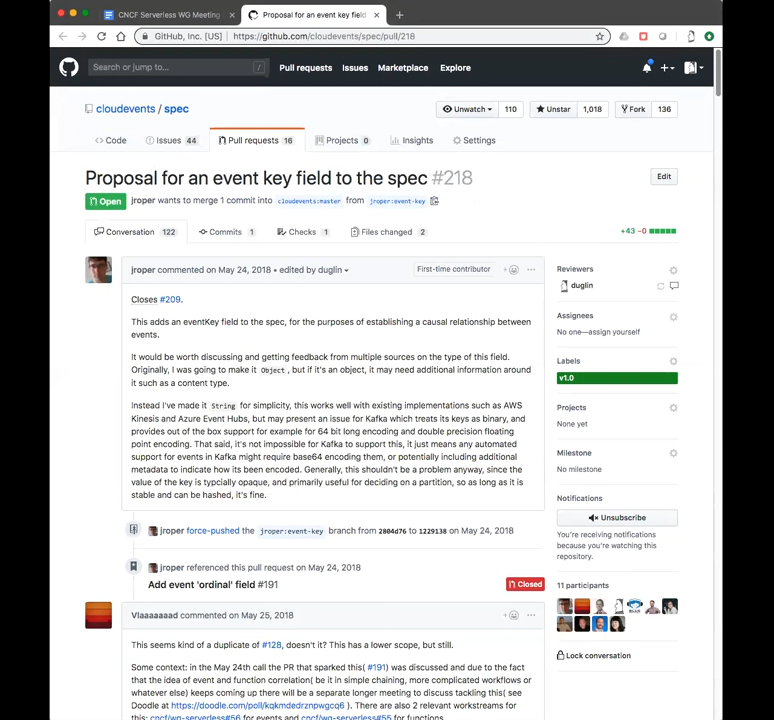 CNCF Serverless WG Meeting
Proposal for an event key field
GitHub, Inc. [US] | https://github.com/cloudevents/spec/pull/218
Search or jump to... /
Pull requests Issues Marketplace Explore
cloudevents / spec
Unwatch 110 Unstar 1,018 Fork 136
Code Issues 44 Pull requests 16 Projects 0 Insights Settings
Proposal for an event key field to the spec #218
Edit
Open jroper wants to merge 1 commit into cloudevents:master from jroper:event-key
Conversation 122 Commits 1 Checks 1 Files changed 2
+43 −0
jroper commented on May 24, 2018 • edited by duglin
First-time contributor
Closes #209.
This adds an eventKey field to the spec, for the purposes of establishing a causal relationship between
events.
It would be worth discussing and getting feedback from multiple sources on the type of this field.
Originally, I was going to make it Object, but if it's an object, it may need additional information around
it such as a content type.
Instead I've made it String for simplicity, this works well with existing implementations such as AWS
Kinesis and Azure Event Hubs, but may present an issue for Kafka which treats its keys as binary, and
provides out of the box support for example for 64 bit long encoding and double precision floating
point encoding. That said, it's not impossible for Kafka to support this, it just means any automated
support for events in Kafka might require base64 encoding them, or potentially including additional
metadata to indicate how its been encoded. Generally, this shouldn't be a problem anyway, since the
value of the key is typcially opaque, and primarily useful for deciding on a partition, so as long as it is
stable and can be hashed, it's fine.
jroper force-pushed the jroper:event-key branch from 2804d76 to 1229138 on May 24, 2018
jroper referenced this pull request on May 24, 2018
Add event 'ordinal' field #191
Closed
Vlaaaaaaad commented on May 25, 2018
This seems kind of a duplicate of #128, doesn't it? This has a lower scope, but still.
Some context: in the May 24th call the PR that sparked this( #191) was discussed and due to the fact
that the idea of event and function correlation( be it in simple chaining, more complicated workflows or
whatever else) keeps coming up there will be a separate longer meeting to discuss tackling this( see
Doodle at https://doodle.com/poll/kqkmdedrznpwgcq6 ). There are also 2 relevant workstreams for
this: cncf/wg-serverless#56 for events and cncf/wg-serverless#55 for functions.
Reviewers
duglin
Assignees
No one—assign yourself
Labels
v1.0
Projects
None yet
Milestone
No milestone
Notifications
Unsubscribe
You're receiving notifications
because you're watching this
repository.
11 participants
Lock conversation